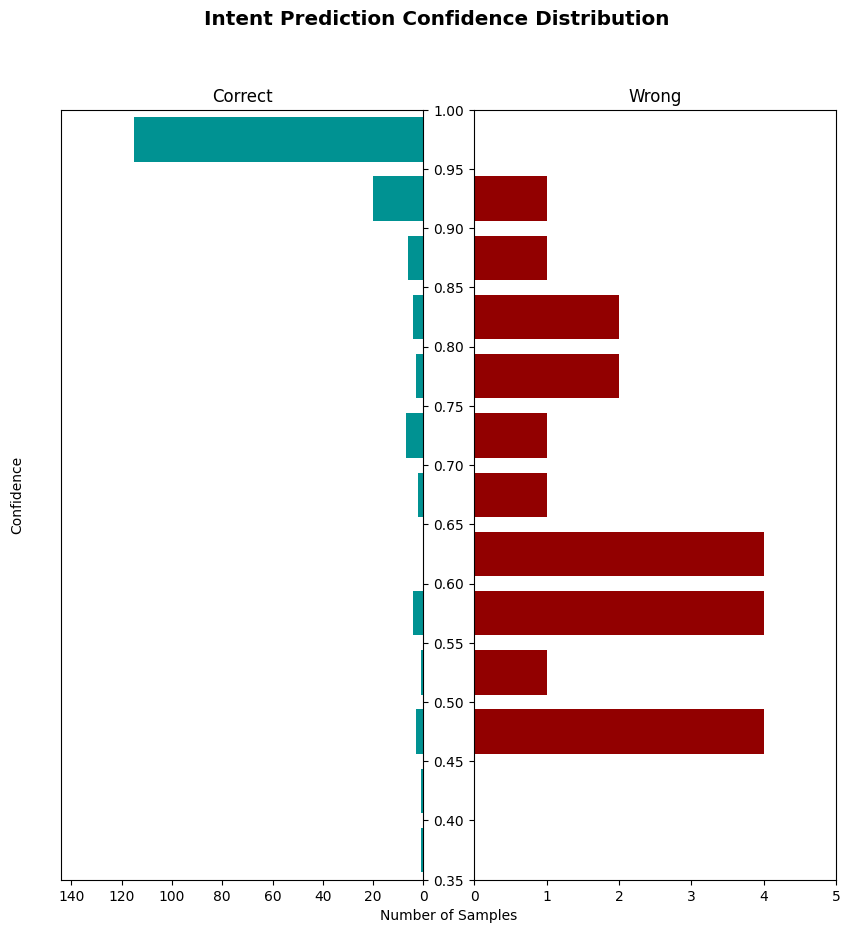 Intent Prediction Confidence Distribution
Correct
Wrong
1.00
0.95
0.90
0.85
0.80
0.75
0.70
0.65
0.60
0.55
0.50
0.45
0.40
0.35
Confidence
140 120 100 80 60 40 20 0
0 1 2 3 4 5
Number of Samples